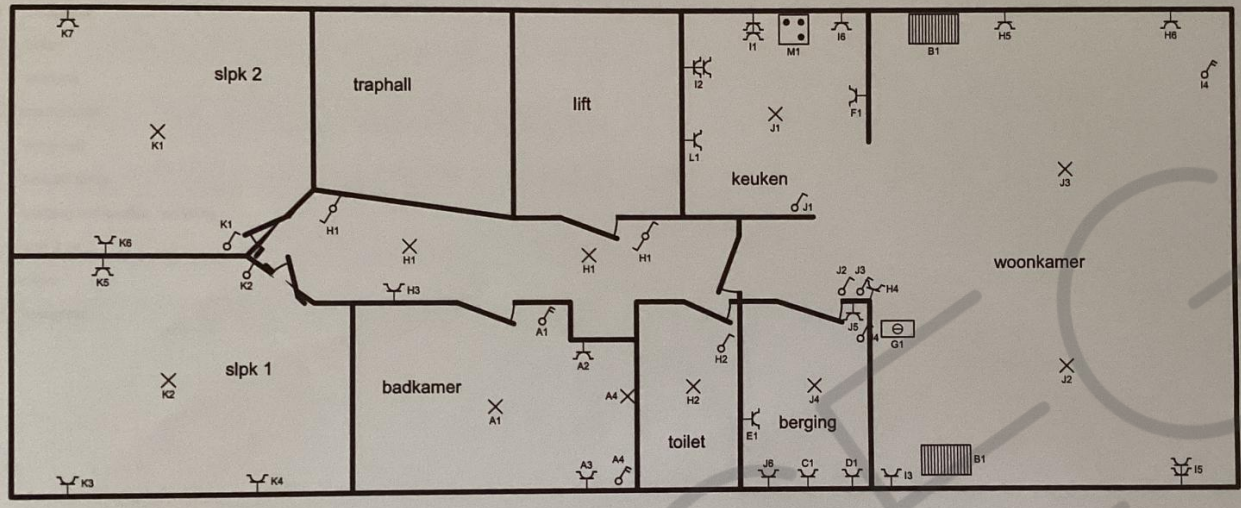 K7
I1
M1
I6
B1
H5
H6
slpk 2
traphall
lift
I2
F1
I4
K1
J1
L1
J3
keuken
J1
K1
H1
K6
H1
H1
H1
woonkamer
K5
K2
H3
J2
J3
H4
A1
J5
4
G1
A2
H2
slpk 1
badkamer
K2
A4
H2
J4
J2
A1
E1
berging
toilet
K3
K4
A3
A4
J6
C1
D1
I3
B1
I5